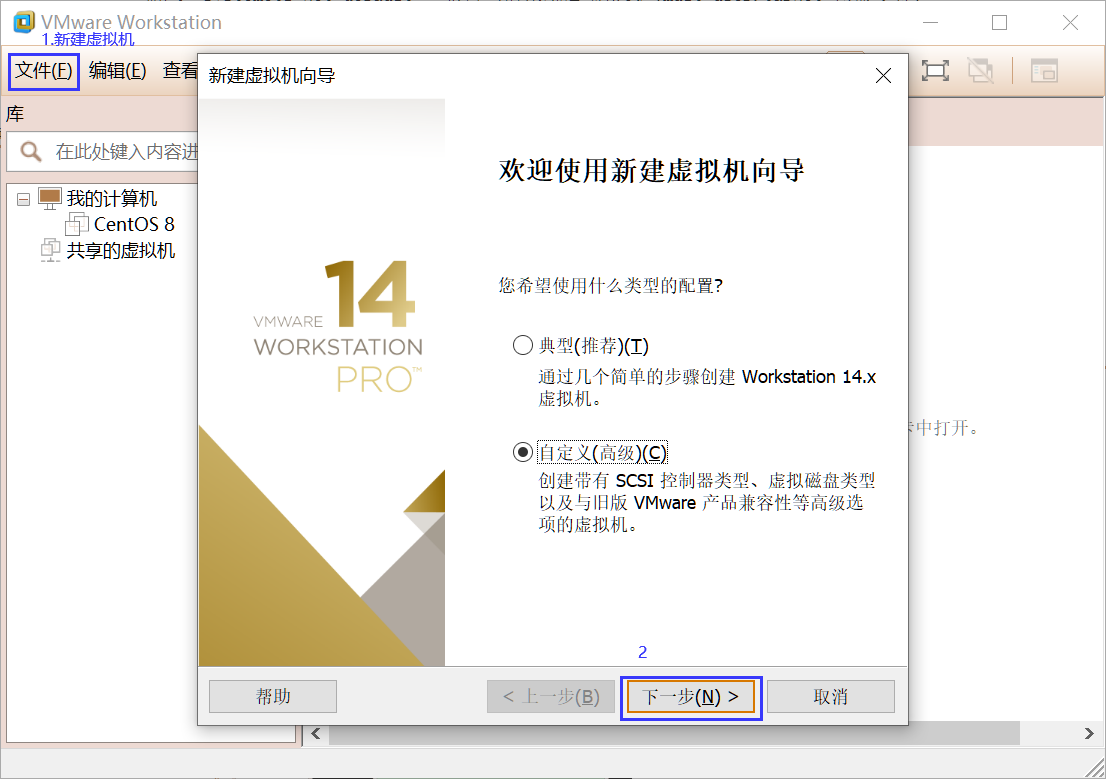 VMware Workstation
1.新建虚拟机
文件(F) 编辑(E) 查看
新建虚拟机向导
库
在此处键入内容进
我的计算机
CentOS 8
共享的虚拟机
欢迎使用新建虚拟机向导
您希望使用什么类型的配置?
14
VMWARE
WORKSTATION
PRO™
典型(推荐)(T)
通过几个简单的步骤创建 Workstation 14.x
虚拟机。
中打开。
自定义(高级)(C)
创建带有 SCSI 控制器类型、虚拟磁盘类型
以及与旧版 VMware 产品兼容性等高级选
项的虚拟机。
2
帮助
< 上一步(B)
下一步(N) >
取消